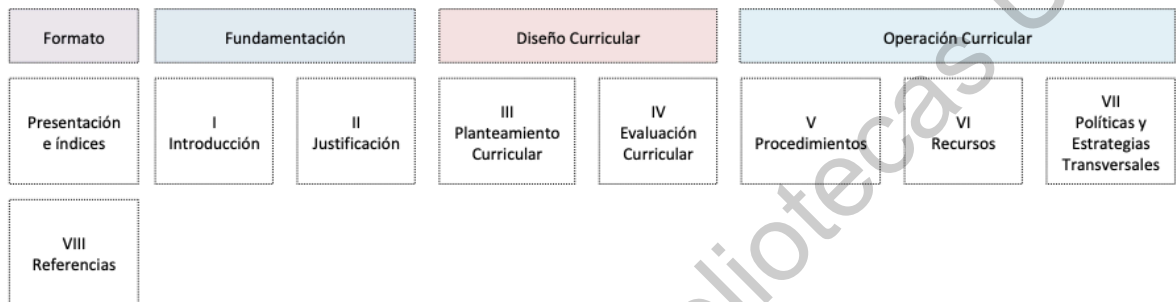 Formato
Fundamentación
Diseño Curricular
Operación Curricular
Presentación
e índices
I
Introducción
II
Justificación
III
Planteamiento
Curricular
IV
Evaluación
Curricular
V
Procedimientos
VI
Recursos
VII
Políticas y
Estrategias
Transversales
VIII
Referencias